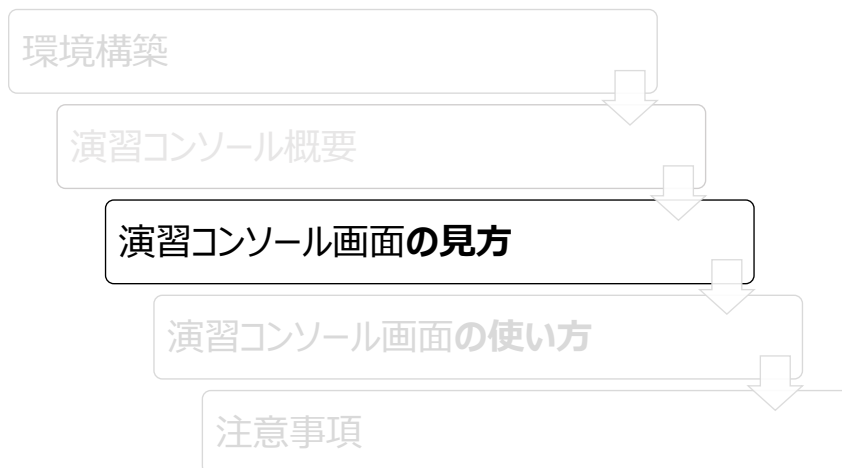 環境構築
演習コンソール概要
演習コンソール画面の見方
演習コンソール画面の使い方
注意事項